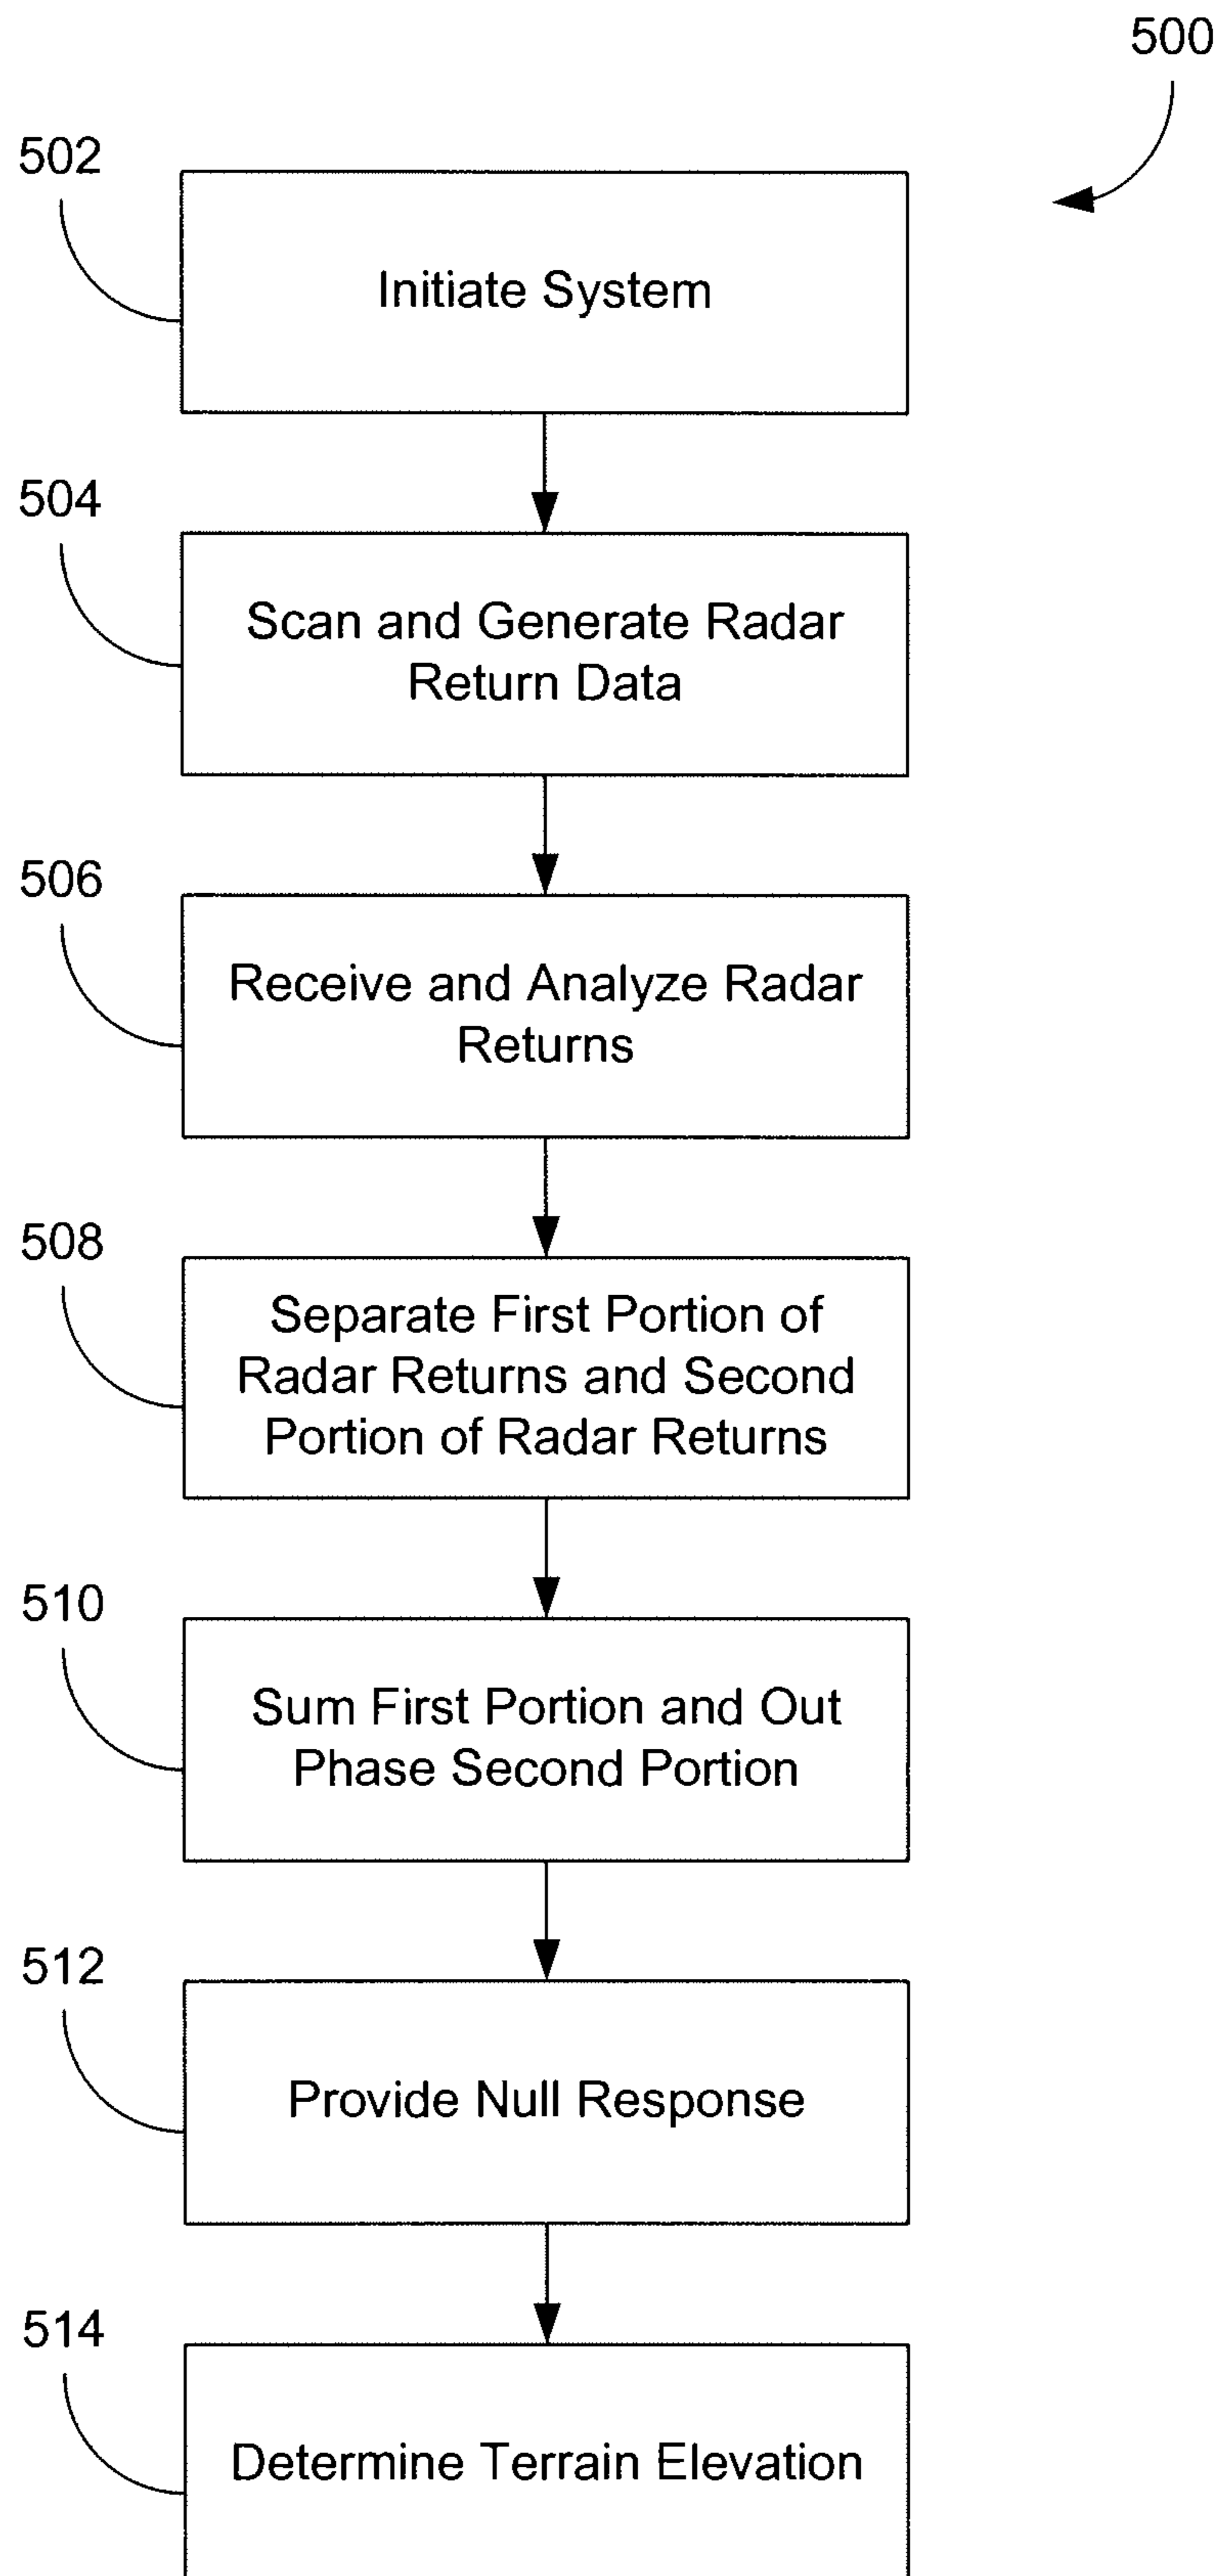 500
502
Initiate System
504
Scan and Generate Radar
Return Data
506
Receive and Analyze Radar
Returns
508
Separate First Portion of
Radar Returns and Second
Portion of Radar Returns
510
Sum First Portion and Out
Phase Second Portion
512
Provide Null Response
514
Determine Terrain Elevation